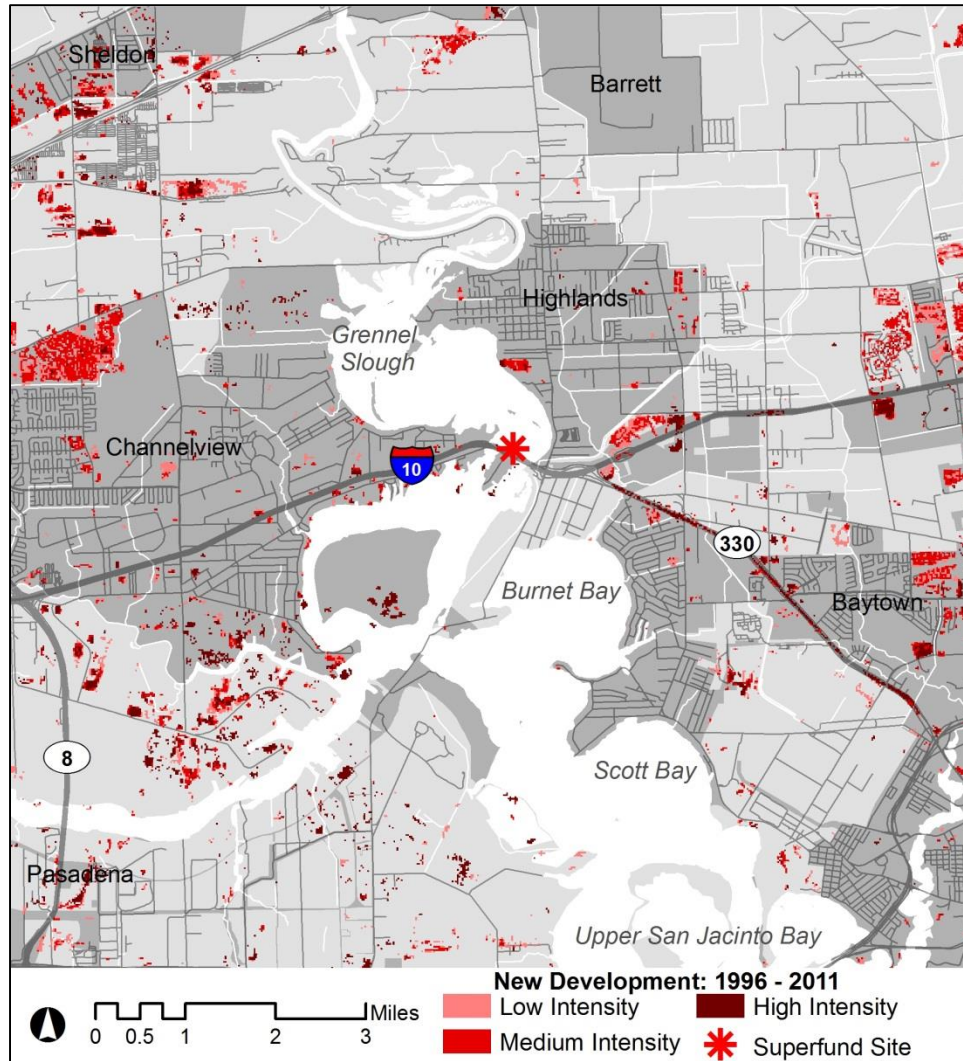 Sheldon
Barrett
Highlands
Grennel
Slough
Channelview
10
330
Burnet Bay
Baytown
8
Scott Bay
Pasadena
Upper San Jacinto Bay
New Development: 1996 - 2011
Miles
0 0.5 1 2 3
Low Intensity
High Intensity
Medium Intensity
Superfund Site